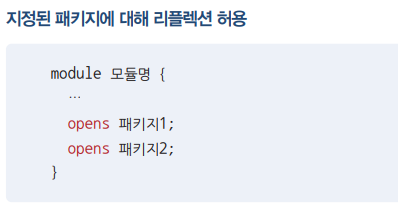 지정된 패키지에 대해 리플렉션 허용
module 모듈명 {
…
opens 패키지1;
opens 패키지2;
}